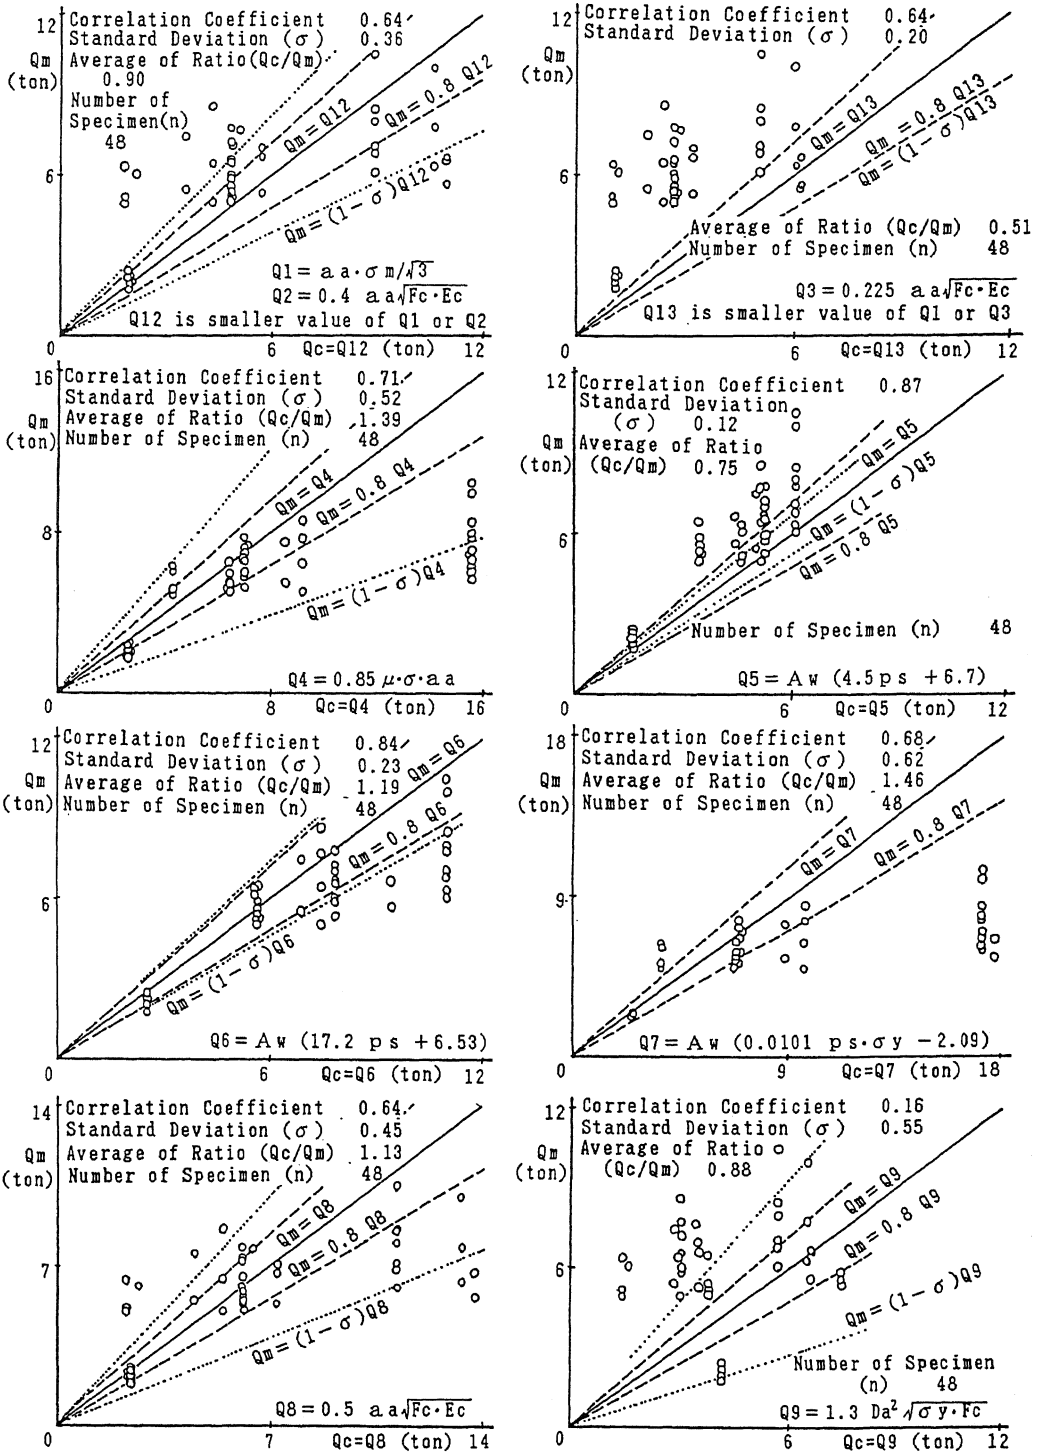 12
Correlation Coefficient 0.64
Standard Deviation (σ) 0.36
Qm Average of Ratio(Qc/Qm)
(ton) 0.90
Number of
Specimen(n)
48
Qm=Q12
Qm=0.8 Q12
6
Qm=(1-σ)Q12
Q1=aa·σm/√3
Q2=0.4 aa√Fc·Ec
Q12 is smaller value of Q1 or Q2
0 6 Qc=Q12 (ton) 12
12
Correlation Coefficient 0.64
Standard Deviation (σ) 0.20
Qm
(ton)
Qm=Q13
Qm=0.8 Q13
Qm=(1-σ)Q13
6
Average of Ratio (Qc/Qm) 0.51
Number of Specimen (n) 48
Q3=0.225 aa√Fc·Ec
Q13 is smaller value of Q1 or Q3
0 6 Qc=Q13 (ton) 12
16
Correlation Coefficient 0.71
Standard Deviation (σ) 0.52
Qm Average of Ratio (Qc/Qm) 1.39
(ton) Number of Specimen (n) 48
Qm=Q4
Qm=0.8 Q4
8
Qm=(1-σ)Q4
Q4=0.85 μ·σ·aa
0 8 Qc=Q4 (ton) 16
12
Correlation Coefficient 0.87
Standard Deviation
(σ) 0.12
Qm Average of Ratio
(ton) (Qc/Qm) 0.75
Qm=Q5
Qm=(1-σ)Q5
Qm=0.8 Q5
6
Number of Specimen (n) 48
Q5=Aw (4.5ps +6.7)
0 6 Qc=Q5 (ton) 12
12
Correlation Coefficient 0.84
Standard Deviation (σ) 0.23
Qm Average of Ratio (Qc/Qm) 1.19
(ton) Number of Specimen (n) 48
Qm=Q6
Qm=0.8 Q6
6
Qm=(1-σ)Q6
Q6=Aw (17.2 ps +6.53)
0 6 Qc=Q6 (ton) 12
18
Correlation Coefficient 0.68
Standard Deviation (σ) 0.62
Qm Average of Ratio (Qc/Qm) 1.46
(ton) Number of Specimen (n) 48
Qm=Q7
Qm=0.8 Q7
9
Q7=Aw (0.0101 ps·σy -2.09)
0 9 Qc=Q7 (ton) 18
14
Correlation Coefficient 0.64
Standard Deviation (σ) 0.45
Qm Average of Ratio (Qc/Qm) 1.13
(ton) Number of Specimen (n) 48
Qm=Q8
Qm=0.8 Q8
7
Qm=(1-σ)Q8
Q8=0.5 aa√Fc·Ec
0 7 Qc=Q8 (ton) 14
12
Correlation Coefficient 0.16
Standard Deviation (σ) 0.55
Qm Average of Ratio
(ton) (Qc/Qm) 0.88
Qm=Q9
Qm=0.8 Q9
6
Qm=(1-σ)Q9
Number of Specimen
(n) 48
Q9=1.3 Da²√σy·Fc
0 6 Qc=Q9 (ton) 12